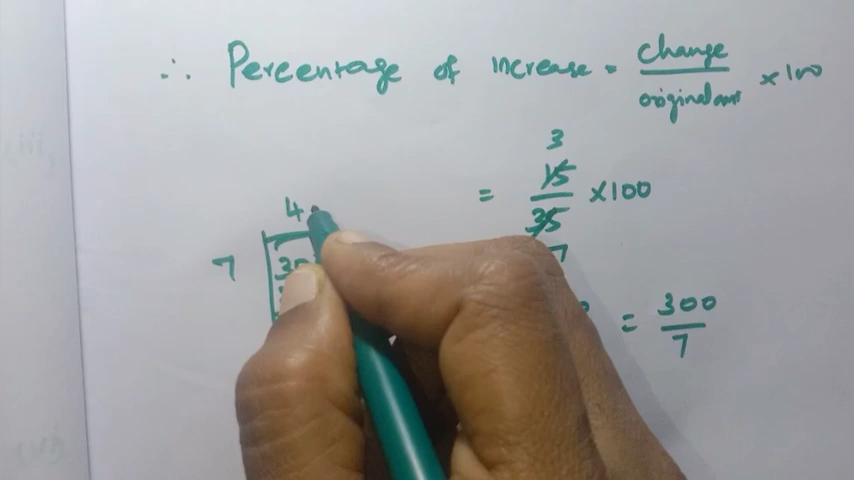 ∴ Percentage of increase = change / original amt × 100
3
= 15 / 35 × 100
4
7
7 30
= 300 / 7